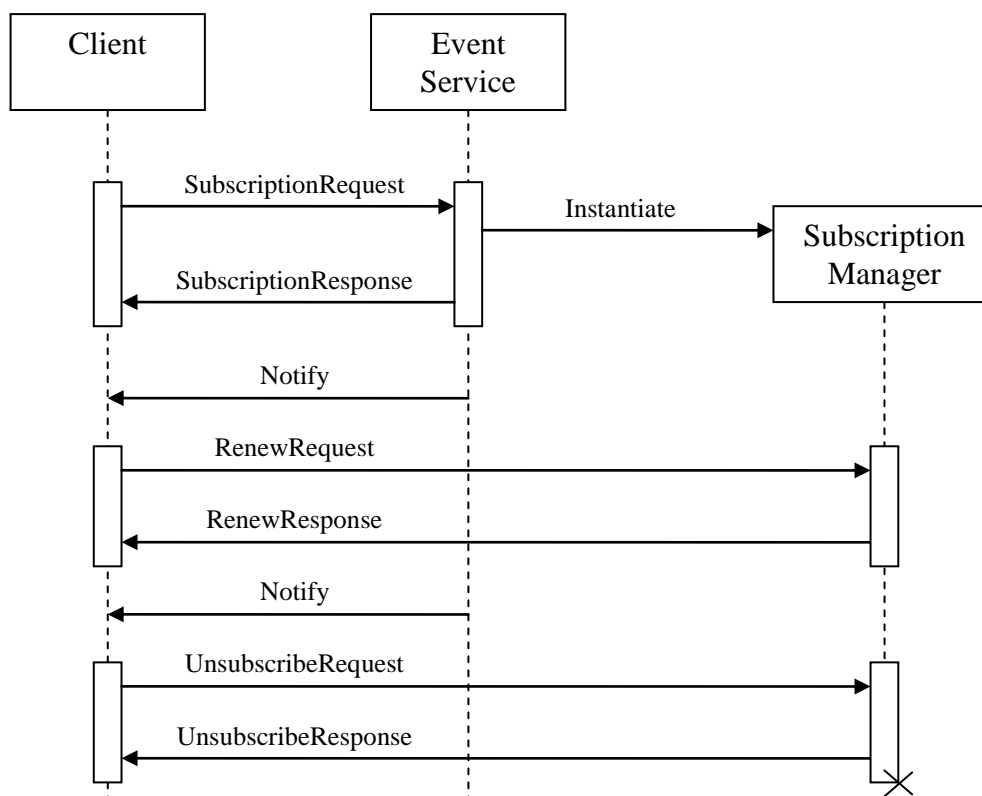 Client
Event
Service
SubscriptionRequest
Instantiate
Subscription
Manager
SubscriptionResponse
Notify
RenewRequest
RenewResponse
Notify
UnsubscribeRequest
UnsubscribeResponse